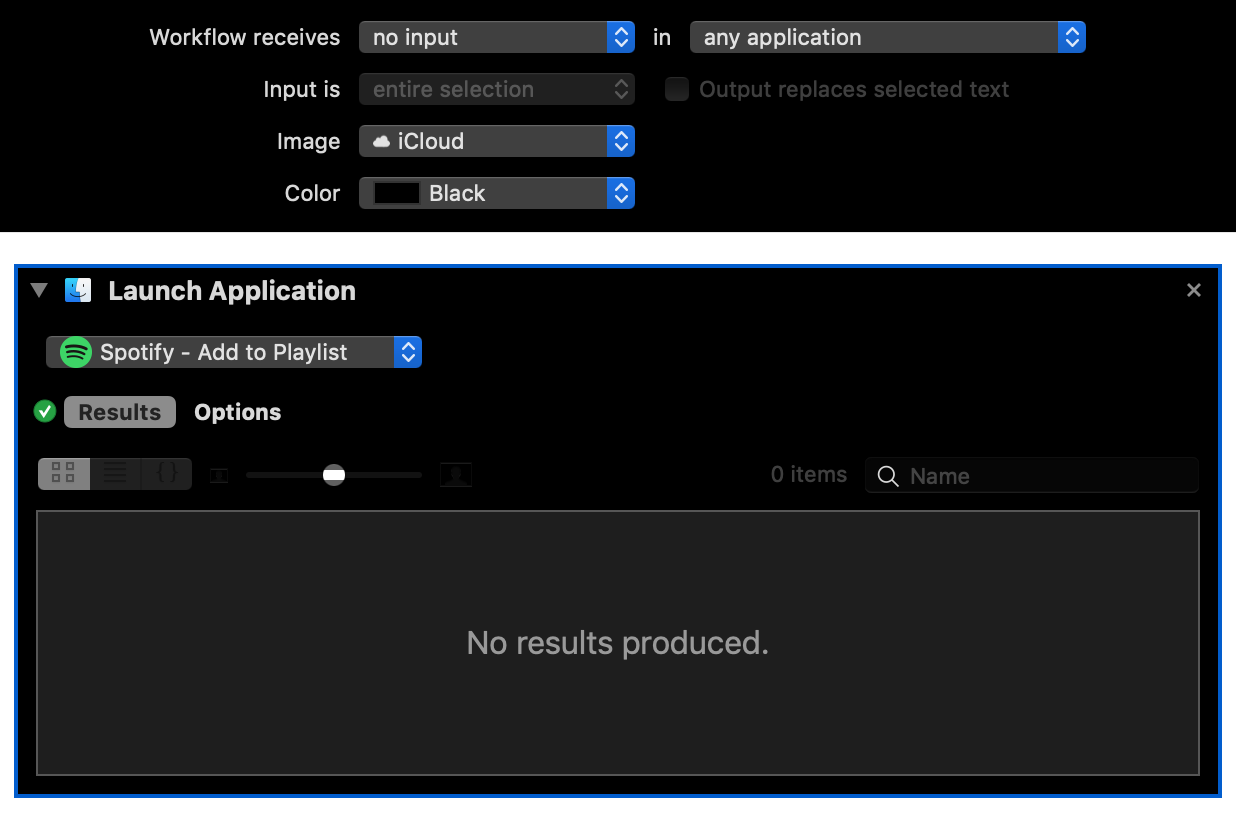 Workflow receives no input in any application
Input is entire selection Output replaces selected text
Image iCloud
Color Black
Launch Application
Spotify - Add to Playlist
Results Options
{} 0 items Name
No results produced.